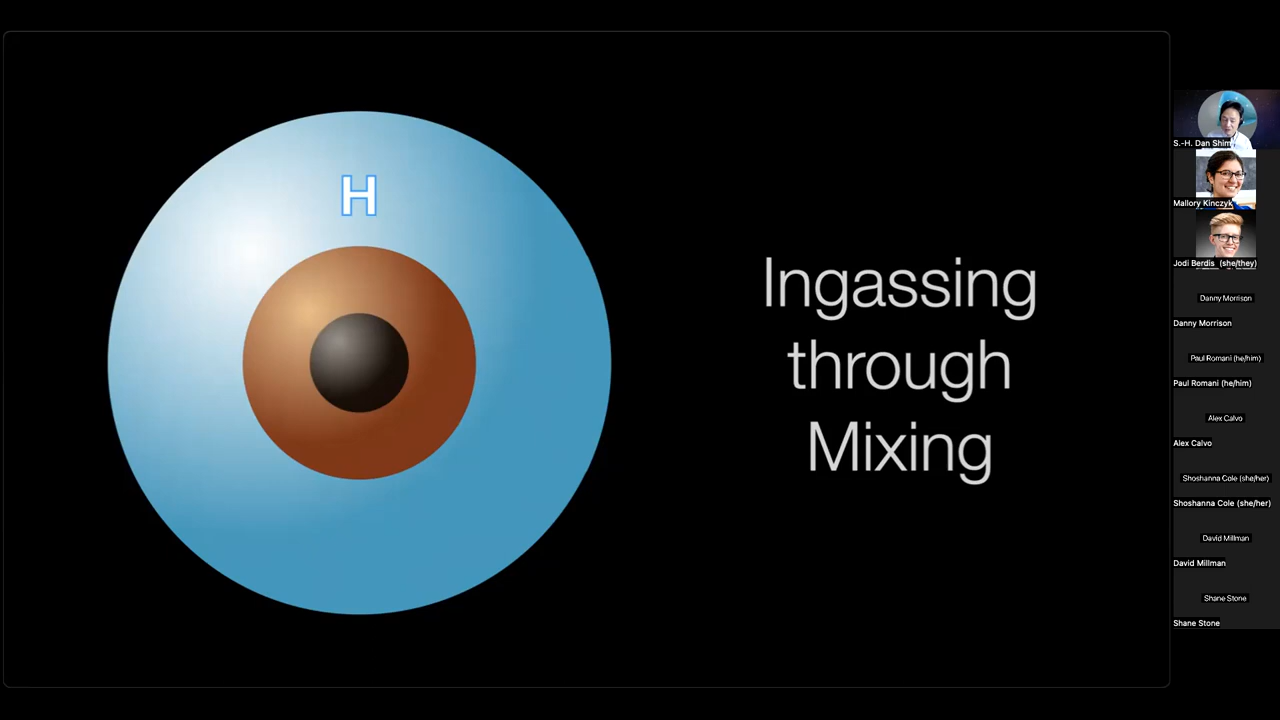 H
Ingassing
through
Mixing
S.-H. Dan Shim
Mallory Kinczyk
Jodi Berdis (she/they)
Danny Morrison
Danny Morrison
Paul Romani (he/him)
Paul Romani (he/him)
Alex Calvo
Alex Calvo
Shoshanna Cole (she/her)
Shoshanna Cole (she/her)
David Millman
David Millman
Shane Stone
Shane Stone